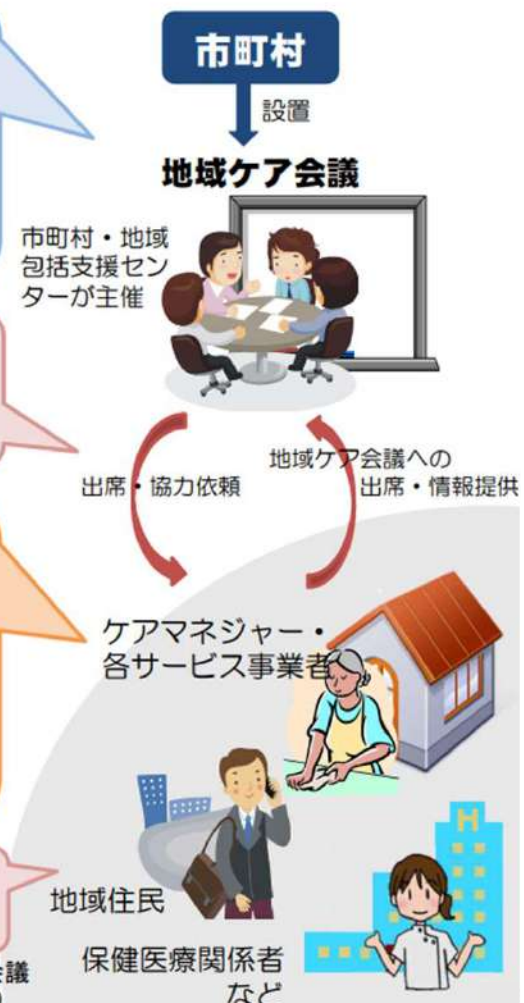 市町村
設置
地域ケア会議
市町村・地域
包括支援セン
ターが主催
出席・協力依頼
地域ケア会議への
出席・情報提供
ケアマネジャー・
各サービス事業者
H
地域住民
保健医療関係者
など
会議